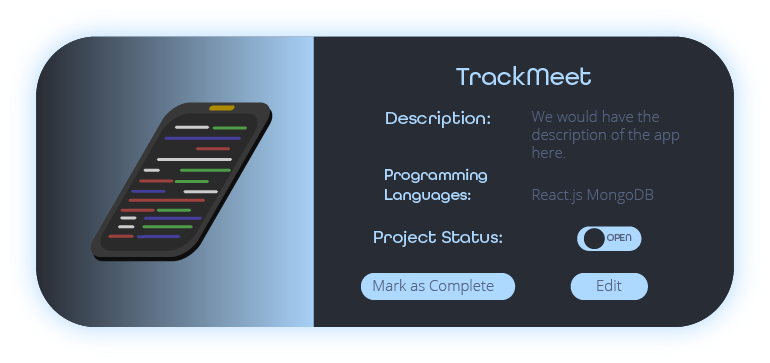 TrackMeet
Description:
We would have the
description of the app
here.
Programming
Languages:
React.js MongoDB
Project Status:
OPEN
Mark as Complete
Edit